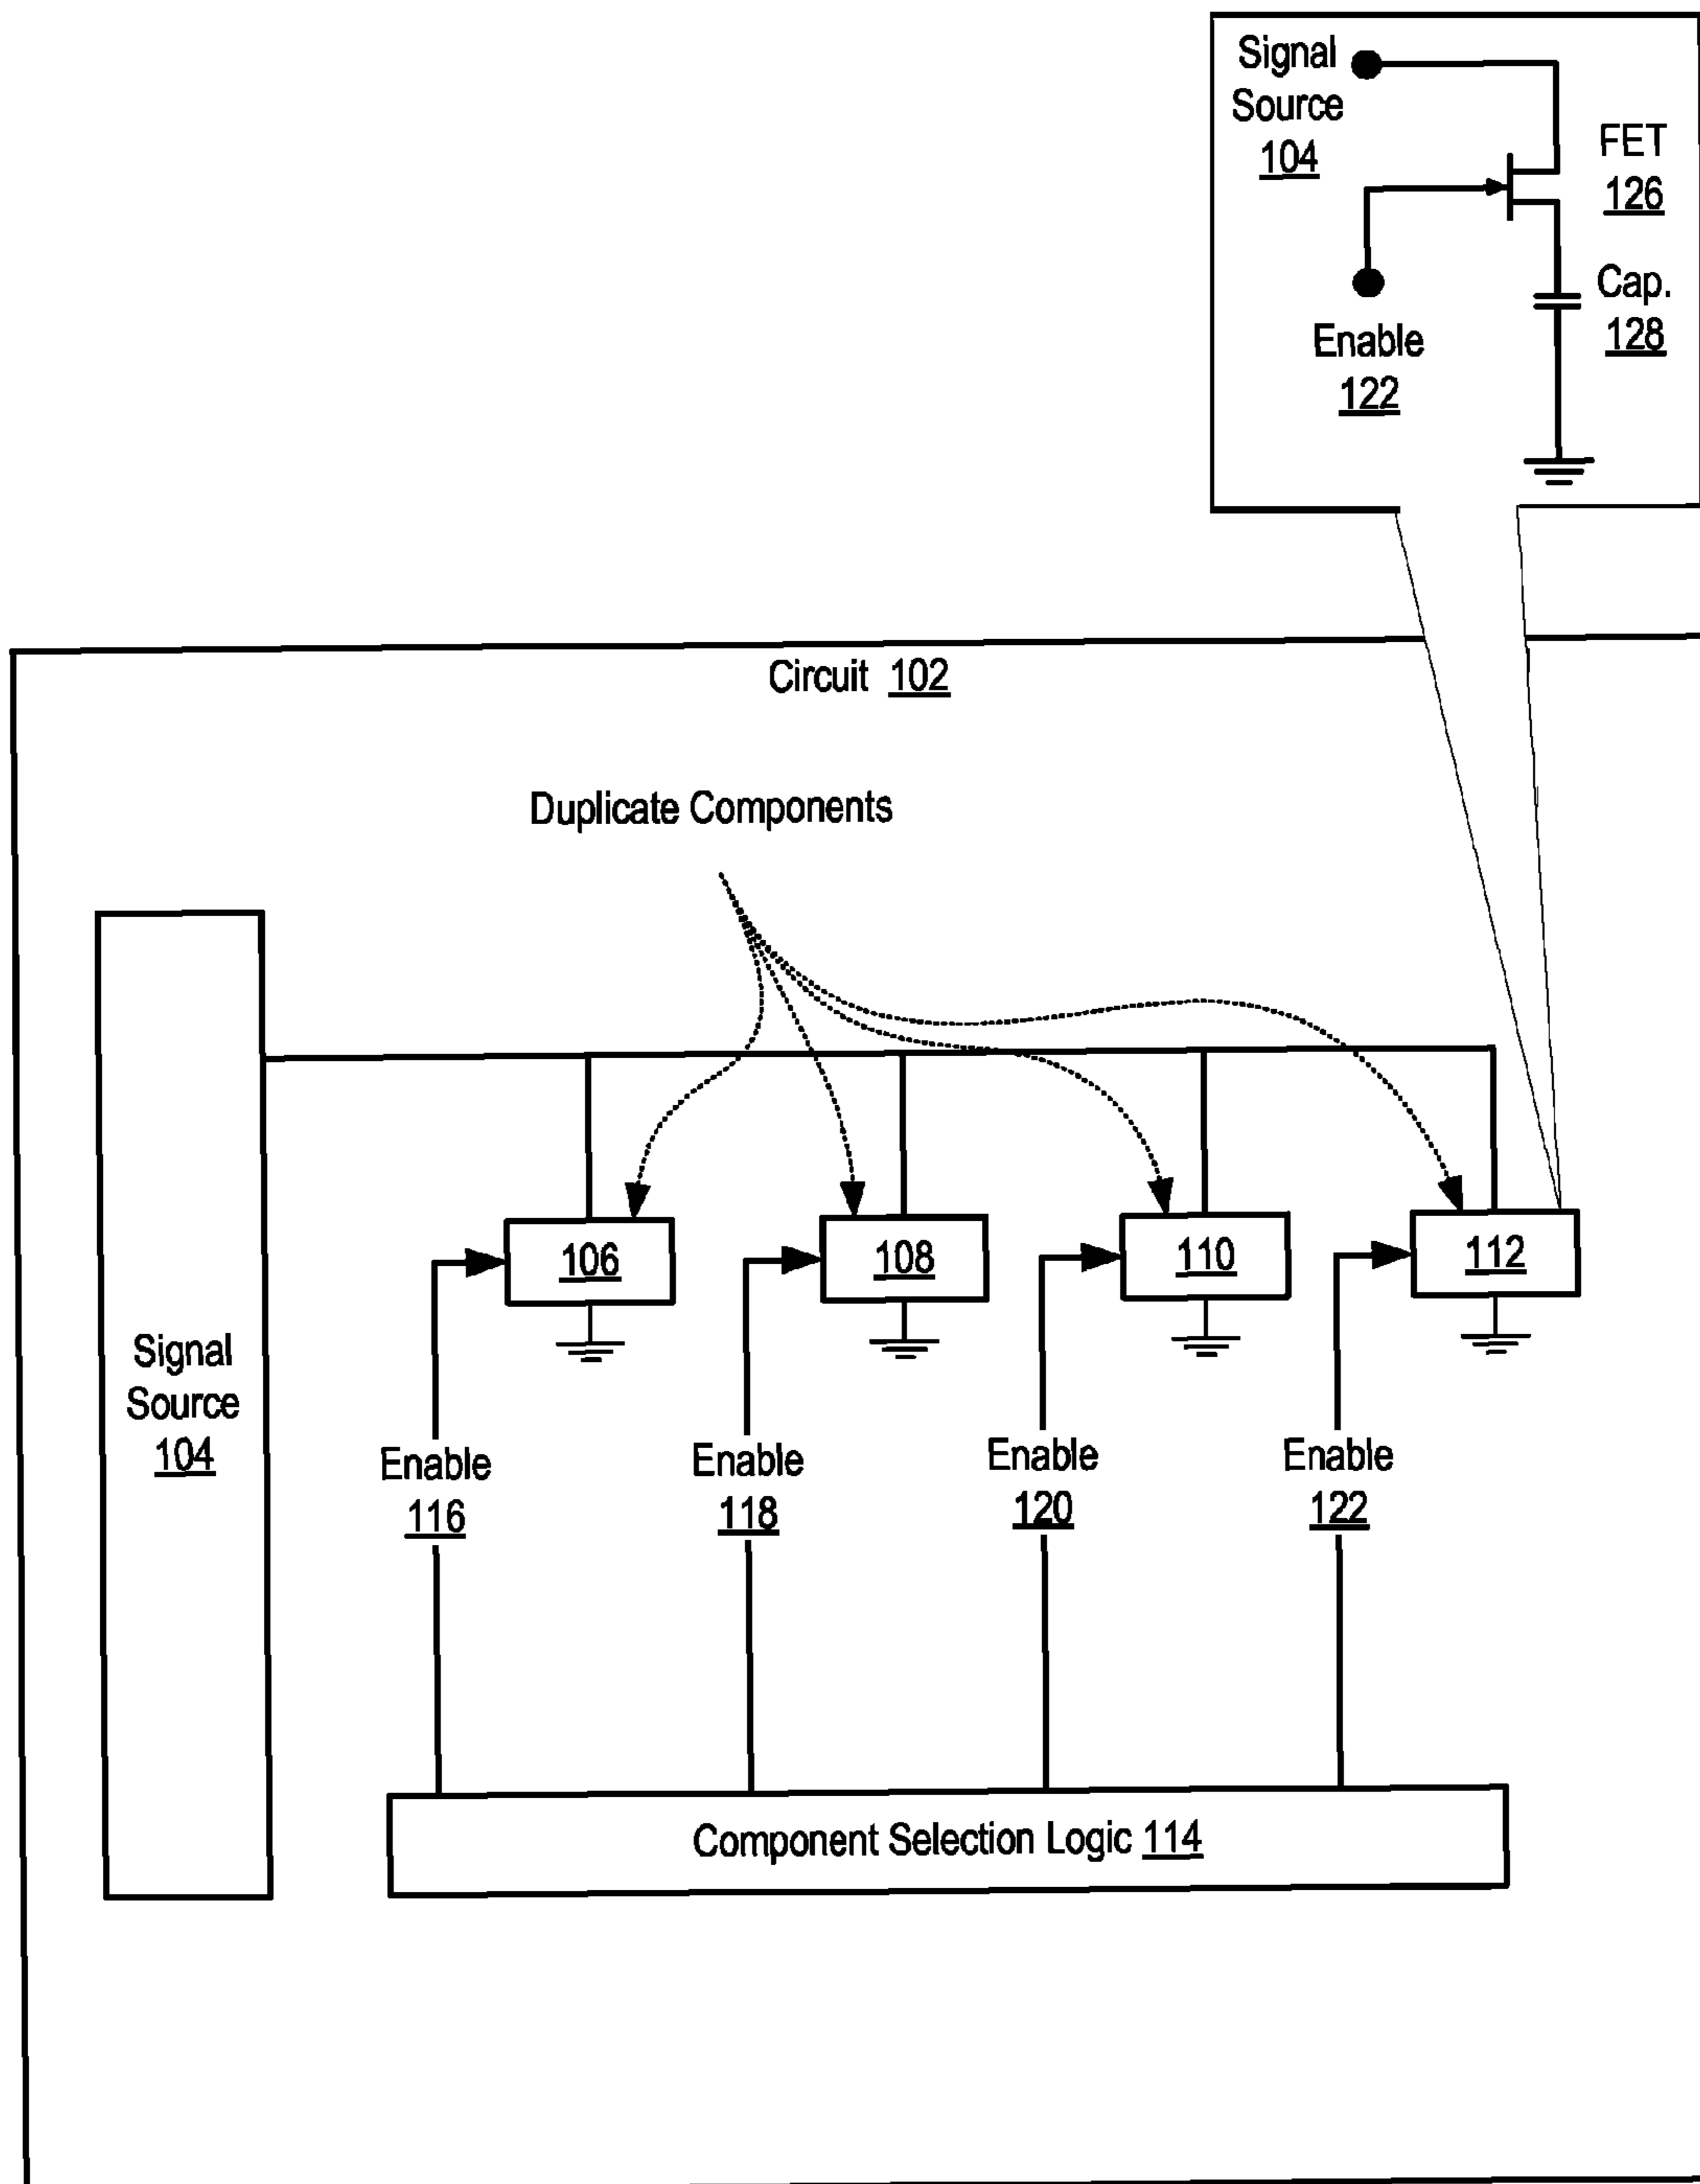 Signal
Source
104
FET
126
Cap.
128
Enable
122
Circuit 102
Duplicate Components
106
108
110
112
Signal
Source
104
Enable
116
Enable
118
Enable
120
Enable
122
Component Selection Logic 114